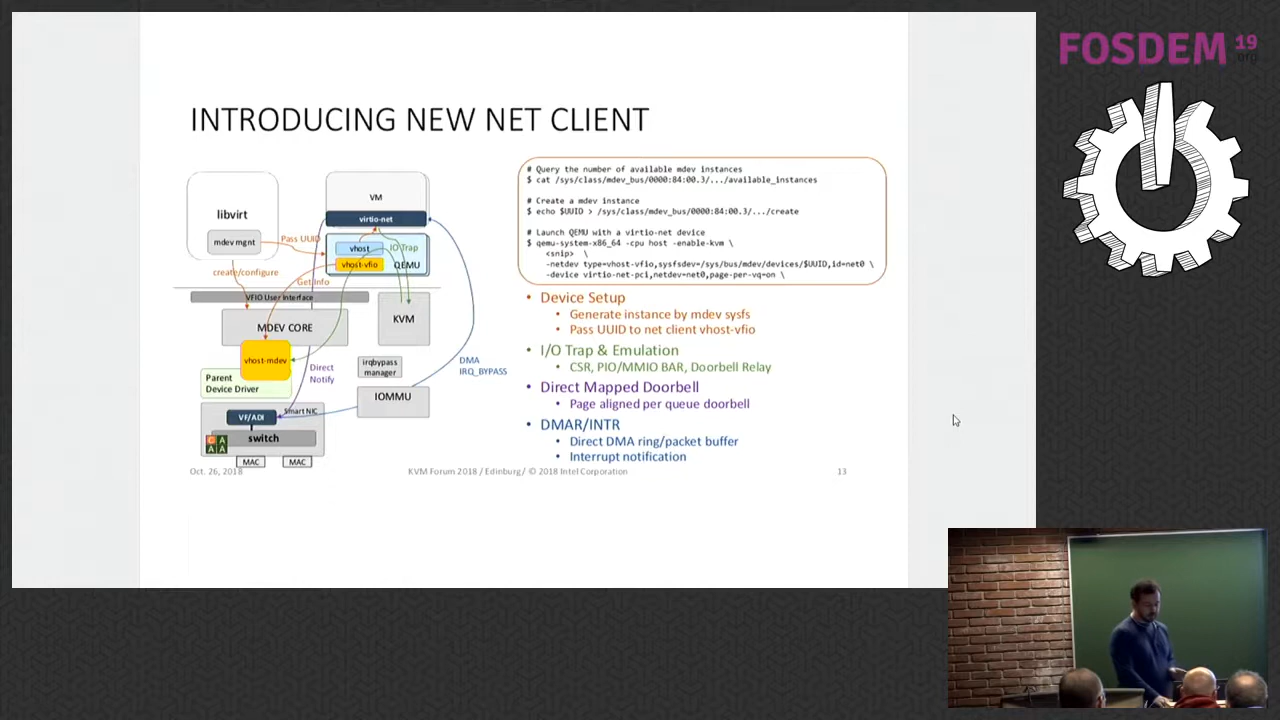 FOSDEM 19
.org
INTRODUCING NEW NET CLIENT
libvirt
mdev mgnt
Pass UUID
create/configure
VM
virtio-net
vhost
IO Trap
vhost-vfio
QEMU
Get Info
VFIO User Interface
MDEV CORE
KVM
vhost-mdev
Parent
Device Driver
Direct
Notify
irqbypass
manager
DMA
IRQ_BYPASS
IOMMU
Smart NIC
VF/ADI
switch
MAC
MAC
# Query the number of available mdev instances
$ cat /sys/class/mdev_bus/0000:84:00.3/.../available_instances
# Create a mdev instance
$ echo $UUID > /sys/class/mdev_bus/0000:84:00.3/.../create
# Launch QEMU with a virtio-net device
$ qemu-system-x86_64 -cpu host -enable-kvm \
<snip> \
-netdev type=vhost-vfio,sysfsdev=/sys/bus/mdev/devices/$UUID,id=net0 \
-device virtio-net-pci,netdev=net0,page-per-vq=on \
• Device Setup
• Generate instance by mdev sysfs
• Pass UUID to net client vhost-vfio
• I/O Trap & Emulation
• CSR, PIO/MMIO BAR, Doorbell Relay
• Direct Mapped Doorbell
• Page aligned per queue doorbell
• DMAR/INTR
• Direct DMA ring/packet buffer
• Interrupt notification
Oct. 26, 2018
KVM Forum 2018 / Edinburg/ © 2018 Intel Corporation
13